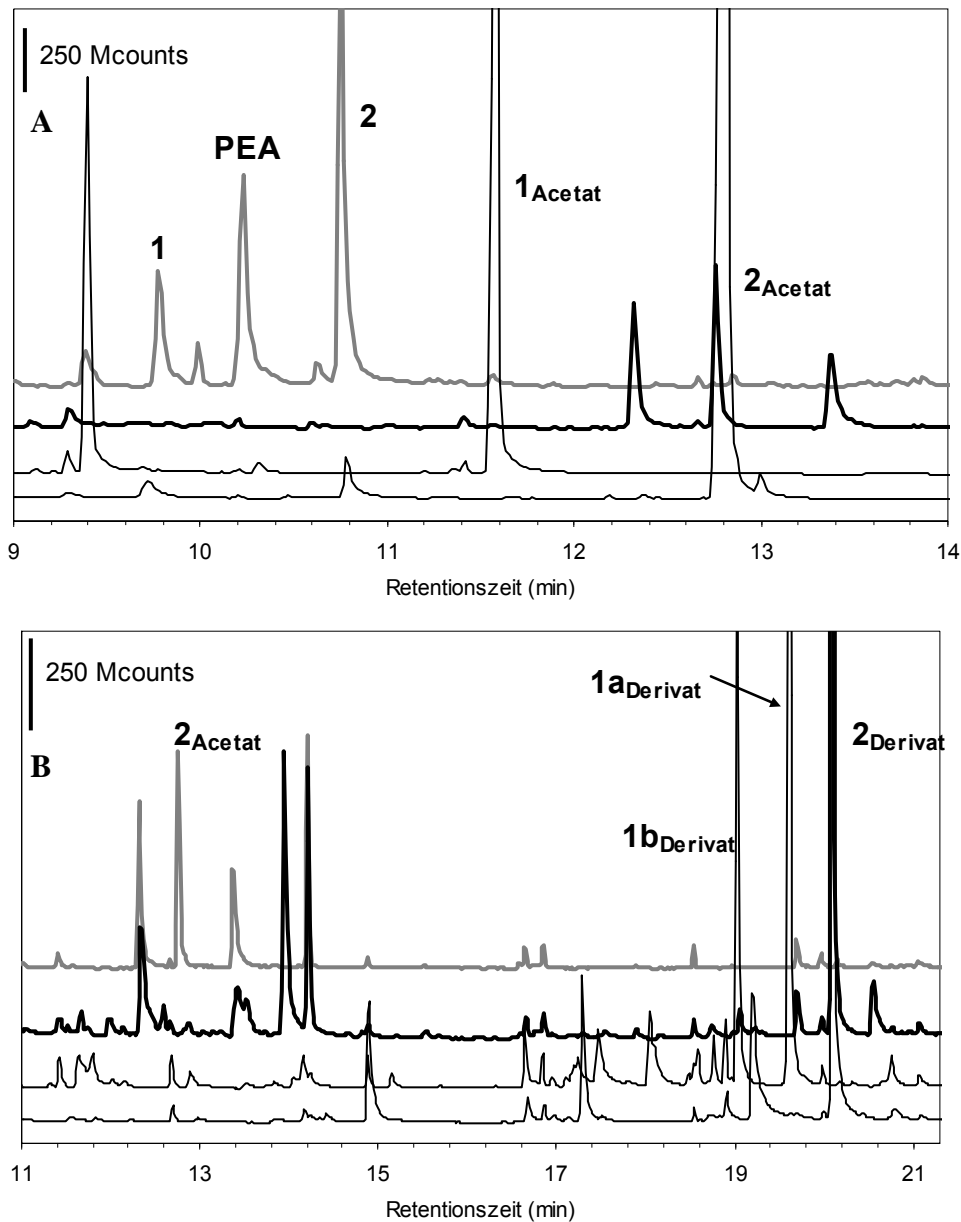 250 Mcounts
A
PEA
2
1
1Acetat
2Acetat
9 10 11 12 13 14
Retentionszeit (min)
250 Mcounts
B
2Acetat
1aDerivat
2Derivat
1bDerivat
11 13 15 17 19 21
Retentionszeit (min)